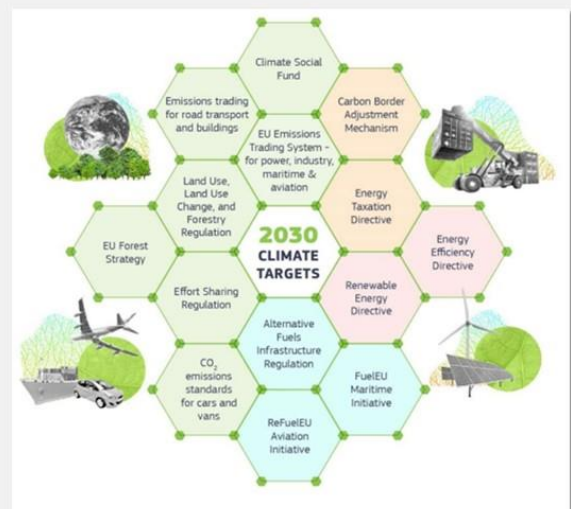 Climate Social
Fund
Emissions trading
for road transport
and buildings
Carbon Border
Adjustment
Mechanism
EU Emissions
Trading System -
for power, industry,
maritime &
aviation
Land Use,
Land Use
Change, and
Forestry
Regulation
Energy
Taxation
Directive
EU Forest
Strategy
2030
CLIMATE
TARGETS
Energy
Efficiency
Directive
Effort Sharing
Regulation
Renewable
Energy
Directive
Alternative
Fuels
Infrastructure
Regulation
CO₂
emissions
standards
for cars and
vans
FuelEU
Maritime
Initiative
ReFuelEU
Aviation
Initiative